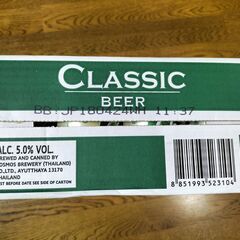 CLASSIC
BEER
BB:JP180424WH 11:37
ALC. 5.0% VOL.
BREWED AND CANNED BY
COSMOS BREWERY (THAILAND)
CO.,LTD., AYUTTHAYA 13170
THAILAND
BEST BEFORE DATE SEE SIDE OF CARTON
8 851993 523104